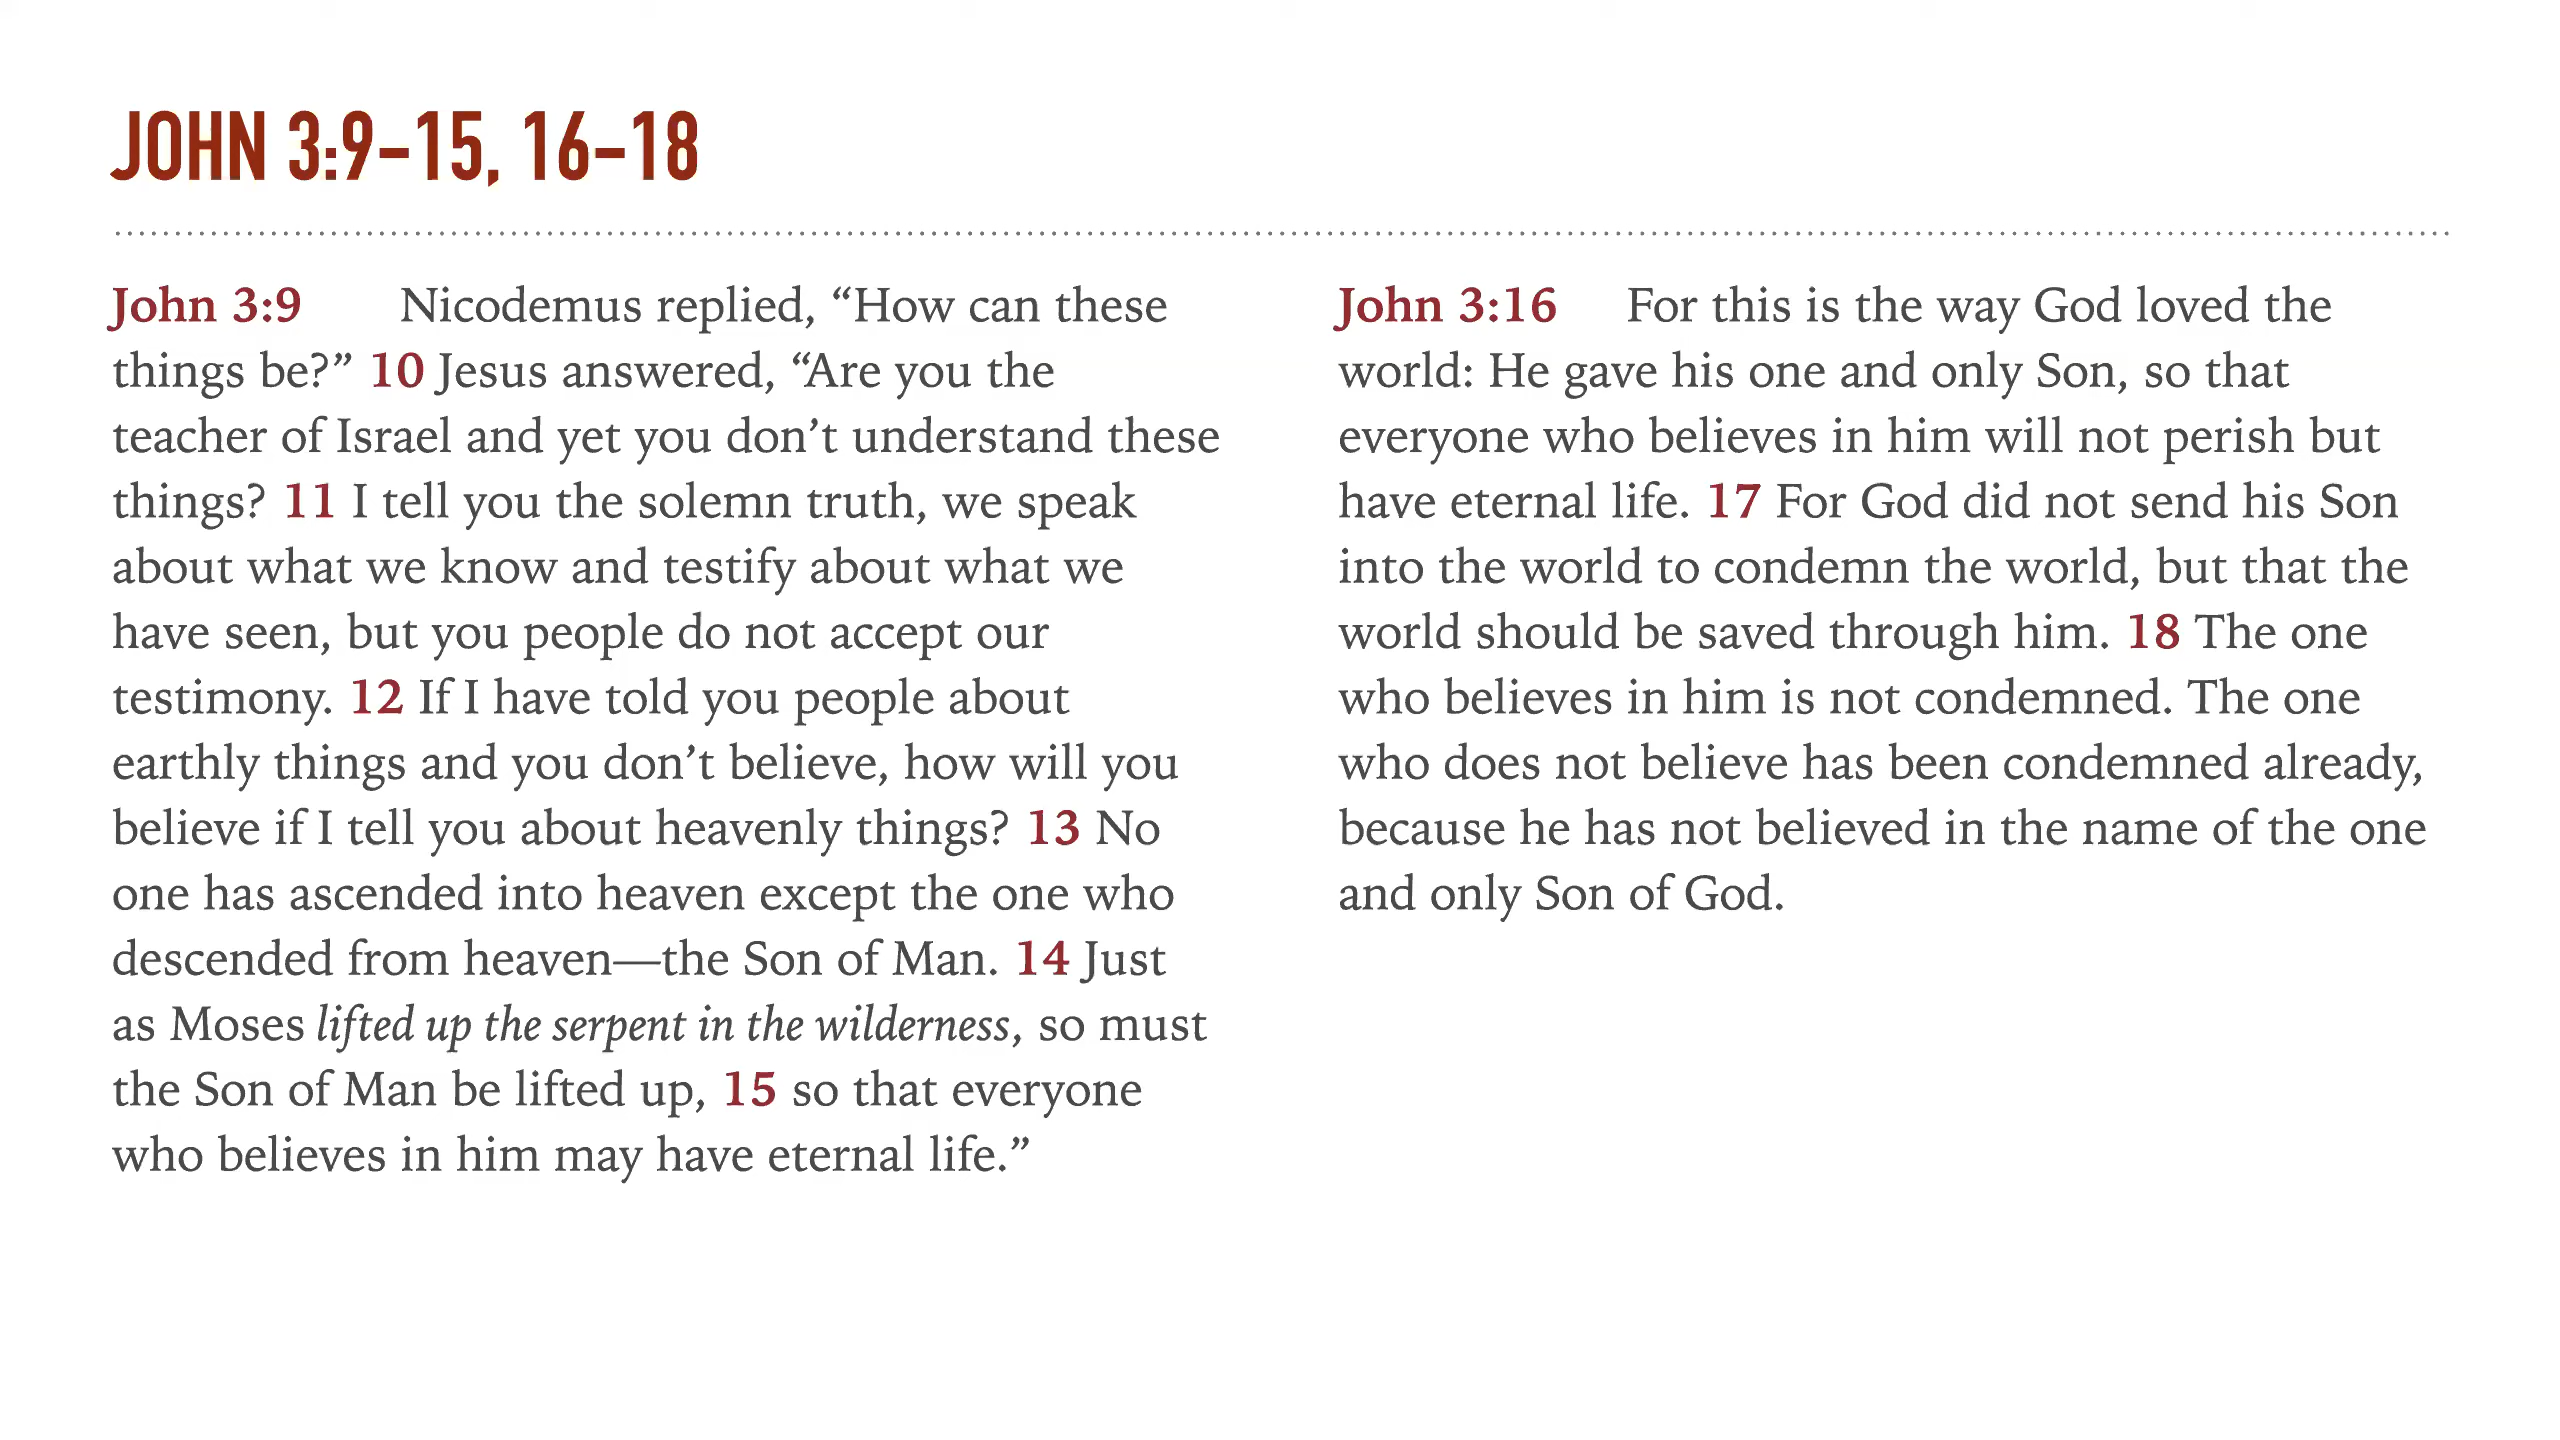 JOHN 3:9–15, 16–18
John 3:9 Nicodemus replied, “How can these
things be?” 10 Jesus answered, “Are you the
teacher of Israel and yet you don’t understand these
things? 11 I tell you the solemn truth, we speak
about what we know and testify about what we
have seen, but you people do not accept our
testimony. 12 If I have told you people about
earthly things and you don’t believe, how will you
believe if I tell you about heavenly things? 13 No
one has ascended into heaven except the one who
descended from heaven—the Son of Man. 14 Just
as Moses lifted up the serpent in the wilderness, so must
the Son of Man be lifted up, 15 so that everyone
who believes in him may have eternal life.”
John 3:16 For this is the way God loved the
world: He gave his one and only Son, so that
everyone who believes in him will not perish but
have eternal life. 17 For God did not send his Son
into the world to condemn the world, but that the
world should be saved through him. 18 The one
who believes in him is not condemned. The one
who does not believe has been condemned already,
because he has not believed in the name of the one
and only Son of God.